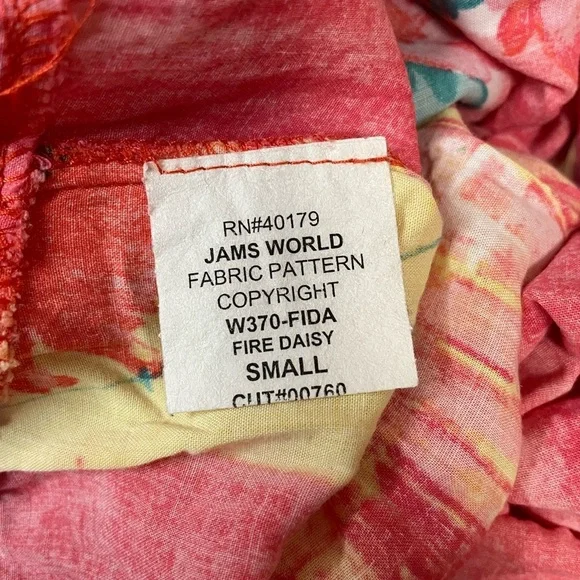 RN#40179
JAMS WORLD
FABRIC PATTERN
COPYRIGHT
W370-FIDA
FIRE DAISY
SMALL
CUT#00760